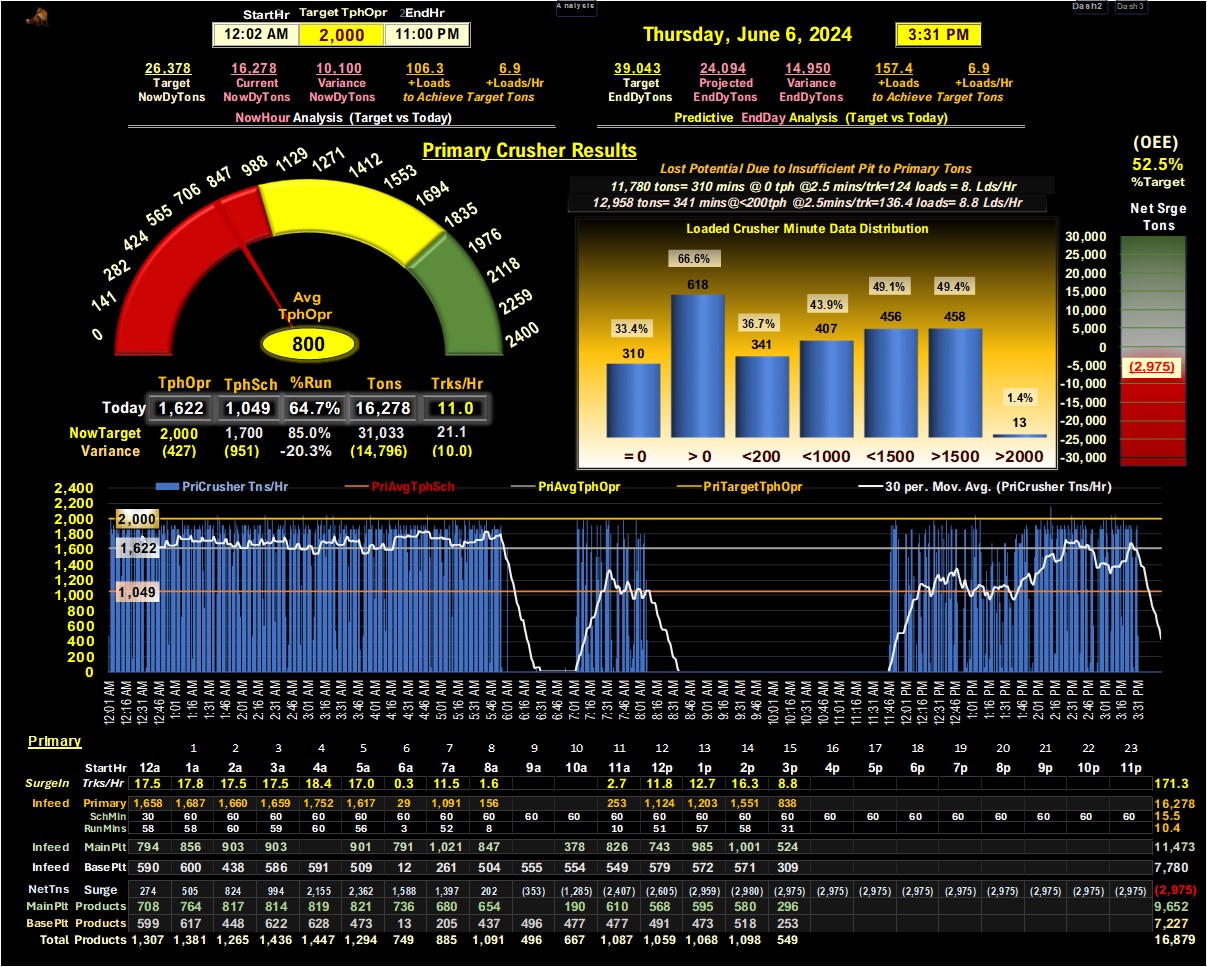 Analysis
Dash2 Dash3
StartHr Target TphOpr 2EndHr
12:02 AM 2,000 11:00 PM
Thursday, June 6, 2024 3:31 PM
26,378 16,278 10,100 106.3 6.9
Target Current Variance +Loads +Loads/Hr
NowDyTons NowDyTons NowDyTons to Achieve Target Tons
NowHour Analysis (Target vs Today)
39,043 24,094 14,950 157.4 6.9
Target Projected Variance +Loads +Loads/Hr
EndDyTons EndDyTons EndDyTons to Achieve Target Tons
Predictive EndDay Analysis (Target vs Today)
Primary Crusher Results
0 141 282 424 565 706 847 988 1129 1271 1412 1553 1694 1835 1976 2118 2259 2400
Avg
TphOpr
800
TphOpr TphSch %Run Tons Trks/Hr
Today 1,622 1,049 64.7% 16,278 11.0
NowTarget 2,000 1,700 85.0% 31,033 21.1
Variance (427) (951) -20.3% (14,796) (10.0)
Lost Potential Due to Insufficient Pit to Primary Tons
11,780 tons= 310 mins @ 0 tph @2.5 mins/trk=124 loads = 8. Lds/Hr
12,958 tons= 341 mins@<200tph @2.5mins/trk=136.4 loads= 8.8 Lds/Hr
Loaded Crusher Minute Data Distribution
33.4% 66.6% 36.7% 43.9% 49.1% 49.4% 1.4%
310 618 341 407 456 458 13
=0 >0 <200 <1000 <1500 >1500 >2000
(OEE)
52.5%
%Target
Net Srge
Tons
30,000
25,000
20,000
15,000
10,000
5,000
0
-5,000
-10,000
-15,000
-20,000
-25,000
-30,000
(2,975)
PriCrusher Tns/Hr PriAvgTphSch PriAvgTphOpr PriTargetTphOpr 30 per. Mov. Avg. (PriCrusher Tns/Hr)
2,400
2,200
2,000
1,800
1,600
1,400
1,200
1,000
800
600
400
200
0
2,000
1,622
1,049
12:01 AM 12:16 AM 12:31 AM 12:46 AM 1:01 AM 1:16 AM 1:31 AM 1:46 AM 2:01 AM 2:16 AM 2:31 AM 2:46 AM 3:01 AM 3:16 AM 3:31 AM 3:46 AM 4:01 AM 4:16 AM 4:31 AM 4:46 AM 5:01 AM 5:16 AM 5:31 AM 5:46 AM 6:01 AM 6:16 AM 6:31 AM 6:46 AM 7:01 AM 7:16 AM 7:31 AM 7:46 AM 8:01 AM 8:16 AM 8:31 AM 8:46 AM 9:01 AM 9:16 AM 9:31 AM 9:46 AM 10:01 AM 10:16 AM 10:31 AM 10:46 AM 11:01 AM 11:16 AM 11:31 AM 11:46 AM 12:01 PM 12:16 PM 12:31 PM 12:46 PM 1:01 PM 1:16 PM 1:31 PM 1:46 PM 2:01 PM 2:16 PM 2:31 PM 2:46 PM 3:01 PM 3:16 PM 3:31 PM
Primary
1 2 3 4 5 6 7 8 9 10 11 12 13 14 15 16 17 18 19 20 21 22 23
StartHr 12a 1a 2a 3a 4a 5a 6a 7a 8a 9a 10a 11a 12p 1p 2p 3p 4p 5p 6p 7p 8p 9p 10p 11p
SurgeIn Trks/Hr 17.5 17.8 17.5 17.5 18.4 17.0 0.3 11.5 1.6 2.7 11.8 12.7 16.3 8.8 171.3
Infeed Primary 1,658 1,687 1,660 1,659 1,752 1,617 29 1,091 156 253 1,124 1,203 1,551 838 16,278
SchMin 30 60 60 60 60 60 60 60 60 60 60 60 60 60 60 60 60 60 60 60 60 60 60 60 15.5
RunMins 58 58 60 59 60 56 3 52 8 10 51 57 58 31 10.4
Infeed MainPlt 794 856 903 903 901 791 1,021 847 378 826 743 985 1,001 524 11,473
Infeed BasePlt 590 600 438 586 591 509 12 261 504 555 554 549 579 572 571 309 7,780
NetTns Surge 274 505 824 994 2,155 2,362 1,588 1,397 202 (353) (1,285) (2,407) (2,605) (2,959) (2,980) (2,975) (2,975) (2,975) (2,975) (2,975) (2,975) (2,975) (2,975) (2,975) (2,975)
MainPlt Products 708 764 817 814 819 821 736 680 654 190 610 568 595 580 296 9,652
BasePlt Products 599 617 448 622 628 473 13 205 437 496 477 477 491 473 518 253 7,227
Total Products 1,307 1,381 1,265 1,436 1,447 1,294 749 885 1,091 496 667 1,087 1,059 1,068 1,098 549 16,879